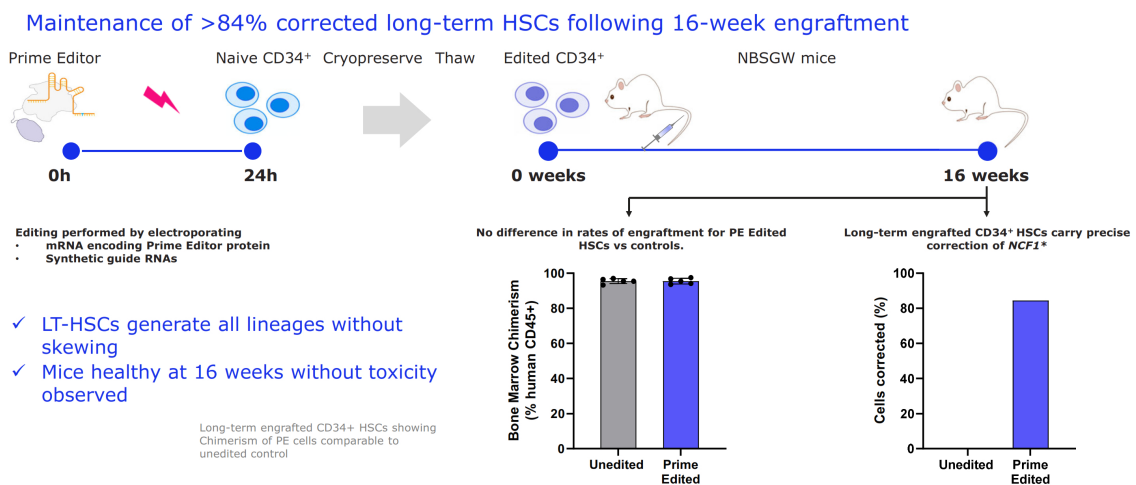 Maintenance of >84% corrected long-term HSCs following 16-week engraftment
Prime Editor
Naive CD34⁺
Cryopreserve
Thaw
Edited CD34⁺
NBSGW mice
0h
24h
0 weeks
16 weeks
Editing performed by electroporating
• mRNA encoding Prime Editor protein
• Synthetic guide RNAs
✓ LT-HSCs generate all lineages without
skewing
✓ Mice healthy at 16 weeks without toxicity
observed
Long-term engrafted CD34+ HSCs showing
Chimerism of PE cells comparable to
unedited control
No difference in rates of engraftment for PE Edited
HSCs vs controls.
Bone Marrow Chimerism
(% human CD45+)
100
80
60
40
20
0
Unedited
Prime
Edited
Long-term engrafted CD34⁺ HSCs carry precise
correction of NCF1*
Cells corrected (%)
100
80
60
40
20
0
Unedited
Prime
Edited